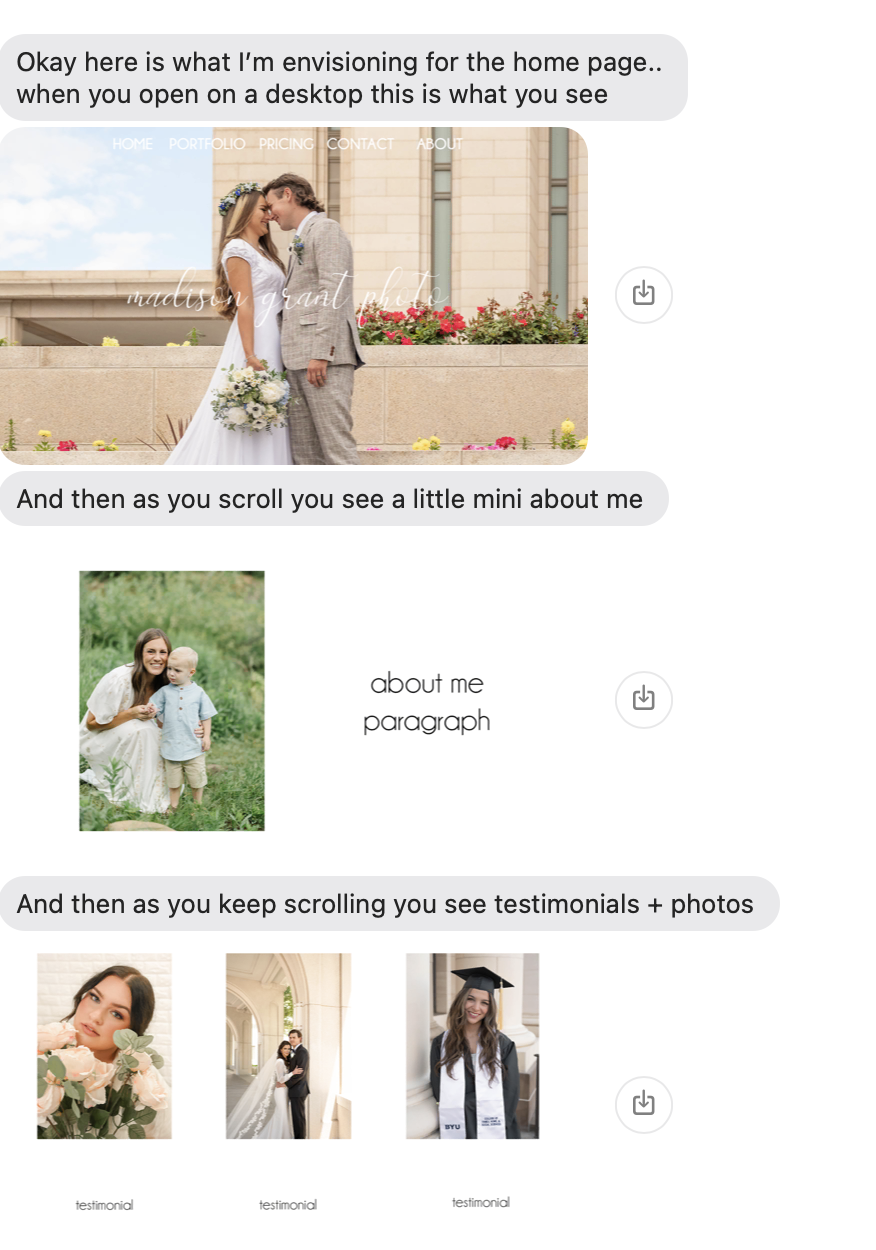 Okay here is what I’m envisioning for the home page..
when you open on a desktop this is what you see
HOME PORTFOLIO PRICING CONTACT ABOUT
madison grant photo
And then as you scroll you see a little mini about me
about me
paragraph
And then as you keep scrolling you see testimonials + photos
BYU
testimonial testimonial testimonial